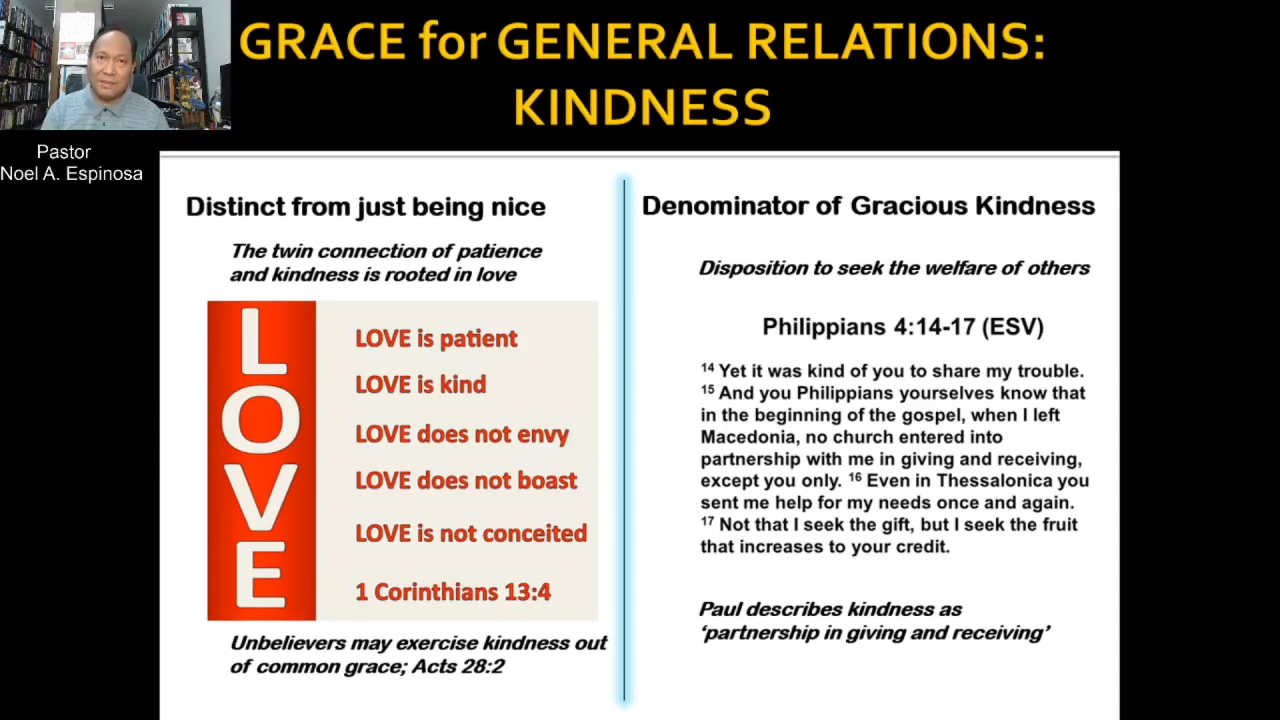 GRACE for GENERAL RELATIONS:
KINDNESS
Pastor
Noel A. Espinosa
Distinct from just being nice
The twin connection of patience
and kindness is rooted in love
LOVE
LOVE is patient
LOVE is kind
LOVE does not envy
LOVE does not boast
LOVE is not conceited
1 Corinthians 13:4
Unbelievers may exercise kindness out
of common grace; Acts 28:2
Denominator of Gracious Kindness
Disposition to seek the welfare of others
Philippians 4:14-17 (ESV)
14 Yet it was kind of you to share my trouble.
15 And you Philippians yourselves know that
in the beginning of the gospel, when I left
Macedonia, no church entered into
partnership with me in giving and receiving,
except you only. 16 Even in Thessalonica you
sent me help for my needs once and again.
17 Not that I seek the gift, but I seek the fruit
that increases to your credit.
Paul describes kindness as
‘partnership in giving and receiving’